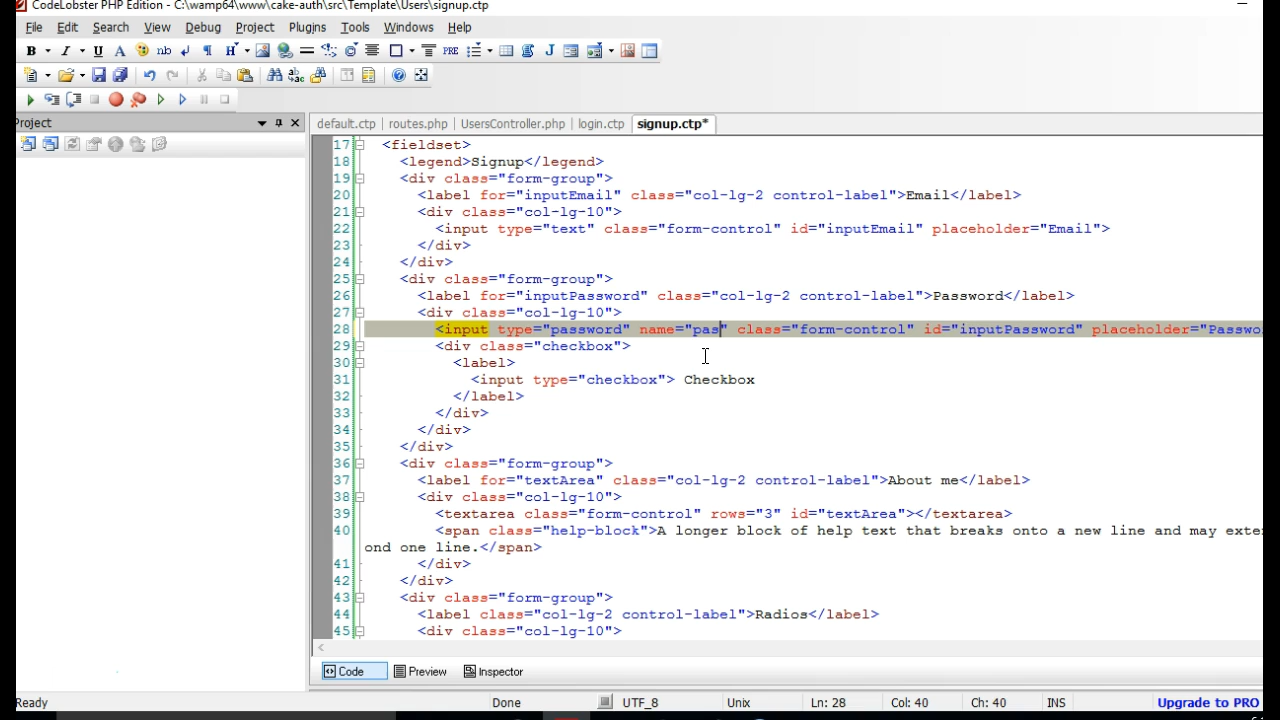 CodeLobster PHP Edition - C:\wamp64\www\cake-auth\src\Template\Users\signup.ctp
File Edit Search View Debug Project Plugins Tools Windows Help
B I U A nb H PRE J
Project
default.ctp routes.php UsersController.php login.ctp signup.ctp*
17 <fieldset>
18 <legend>Signup</legend>
19 <div class="form-group">
20 <label for="inputEmail" class="col-lg-2 control-label">Email</label>
21 <div class="col-lg-10">
22 <input type="text" class="form-control" id="inputEmail" placeholder="Email">
23 </div>
24 </div>
25 <div class="form-group">
26 <label for="inputPassword" class="col-lg-2 control-label">Password</label>
27 <div class="col-lg-10">
28 <input type="password" name="pas" class="form-control" id="inputPassword" placeholder="Passwo
29 <div class="checkbox">
30 <label>
31 <input type="checkbox"> Checkbox
32 </label>
33 </div>
34 </div>
35 </div>
36 <div class="form-group">
37 <label for="textArea" class="col-lg-2 control-label">About me</label>
38 <div class="col-lg-10">
39 <textarea class="form-control" rows="3" id="textArea"></textarea>
40 <span class="help-block">A longer block of help text that breaks onto a new line and may exte
ond one line.</span>
41 </div>
42 </div>
43 <div class="form-group">
44 <label class="col-lg-2 control-label">Radios</label>
45 <div class="col-lg-10">
Code Preview Inspector
Ready Done UTF_8 Unix Ln: 28 Col: 40 Ch: 40 INS Upgrade to PRO